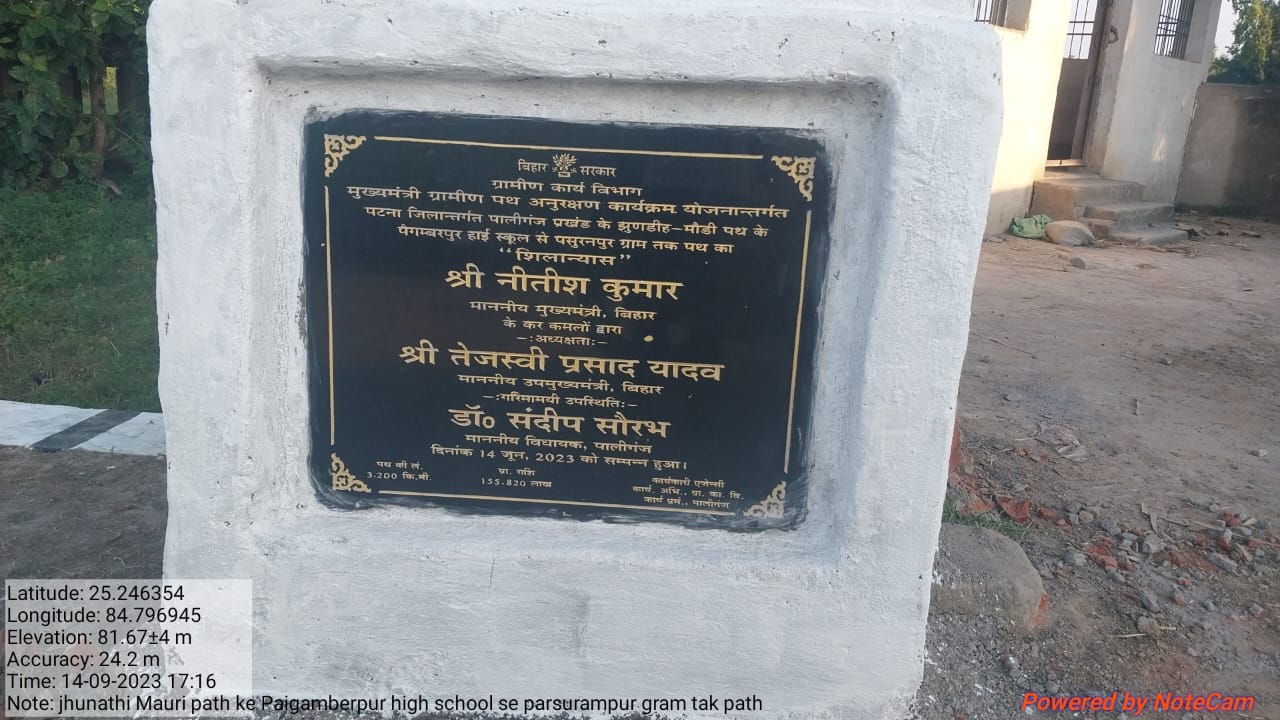 बिहार सरकार
ग्रामीण कार्य विभाग
मुख्यमंत्री ग्रामीण पथ अनुरक्षण कार्यक्रम योजनान्तर्गत
पटना जिलान्तर्गत पालीगंज प्रखंड के झुणडीह-मौडी पथ के
पैगम्बरपुर हाई स्कूल से पसुरनपुर ग्राम तक पथ का
“शिलान्यास”
श्री नीतीश कुमार
माननीय मुख्यमंत्री, बिहार
के कर कमलों द्वारा
-:अध्यक्षता:-
श्री तेजस्वी प्रसाद यादव
माननीय उपमुख्यमंत्री, बिहार
-:गरिमामयी उपस्थिति:-
डॉ० संदीप सौरभ
माननीय विधायक, पालीगंज
दिनांक 14 जून, 2023 को सम्पन्न हुआ।
पथ की लं.
3.200 कि.मी.
प्रा. राशि
155.820 लाख
कार्यकारी एजेन्सी
कार्य. अभि., ग्रा. का. वि.
कार्य प्रमं., पालीगंज
Latitude: 25.246354
Longitude: 84.796945
Elevation: 81.67±4 m
Accuracy: 24.2 m
Time: 14-09-2023 17:16
Note: jhunathi Mauri path ke Paigamberpur high school se parsurampur gram tak path
Powered by NoteCam